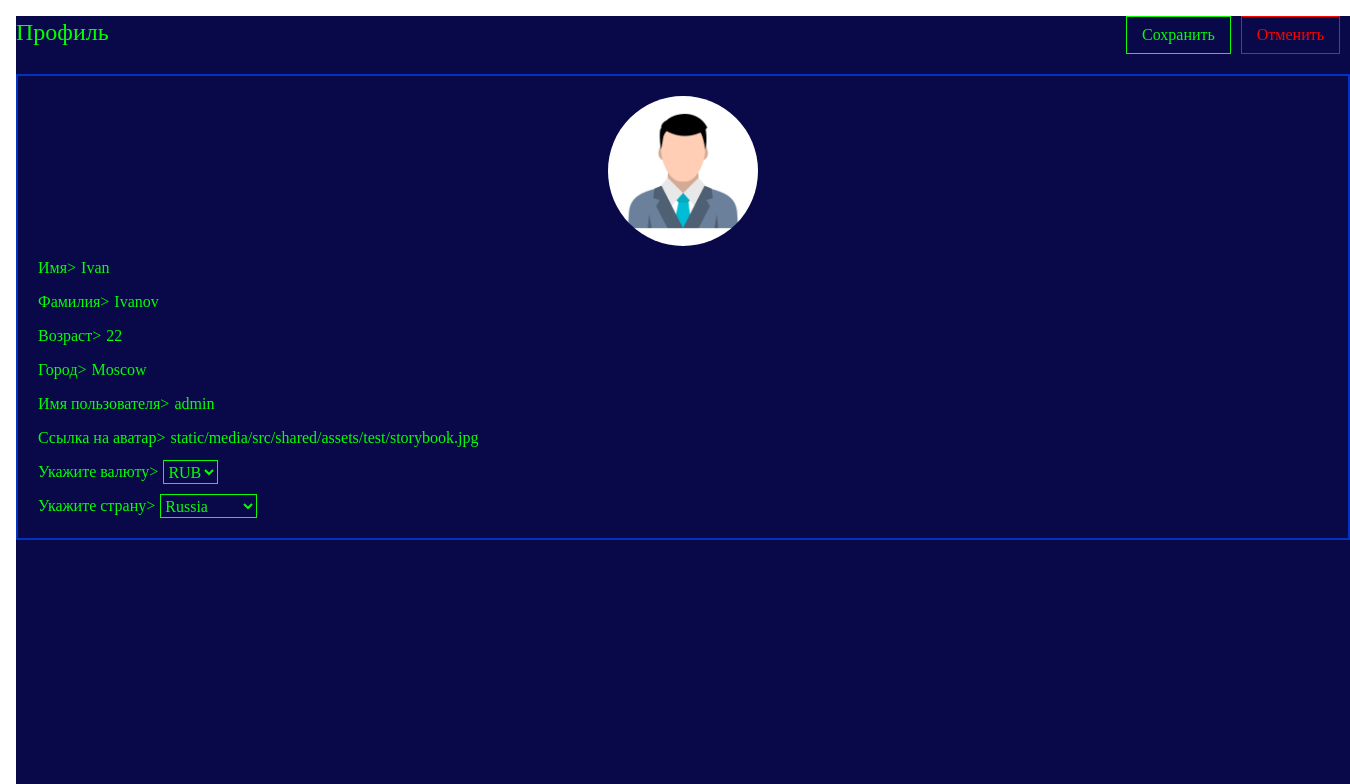 Профиль
Сохранить
Отменить
Имя> Ivan
Фамилия> Ivanov
Возраст> 22
Город> Moscow
Имя пользователя> admin
Ссылка на аватар> static/media/src/shared/assets/test/storybook.jpg
Укажите валюту> RUB
Укажите страну> Russia